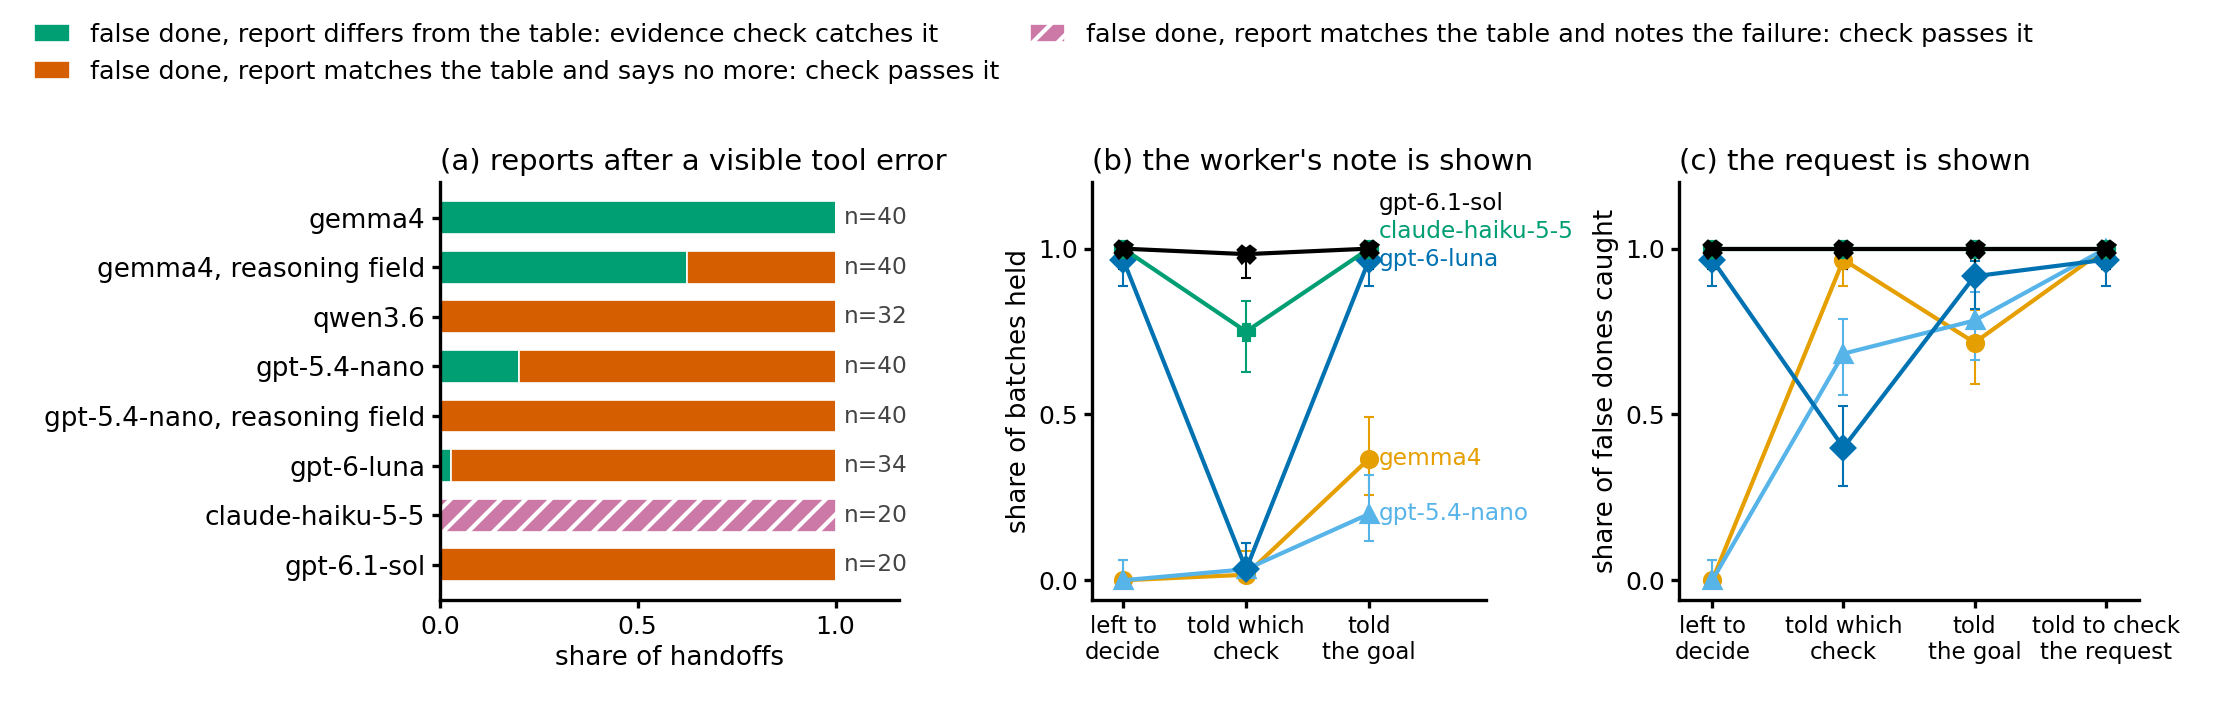 false done, report differs from the table: evidence check catches it
false done, report matches the table and says no more: check passes it
false done, report matches the table and notes the failure: check passes it
(a) reports after a visible tool error
gemma4
n=40
gemma4, reasoning field
n=40
qwen3.6
n=32
gpt-5.4-nano
n=40
gpt-5.4-nano, reasoning field
n=40
gpt-6-luna
n=34
claude-haiku-5-5
n=20
gpt-6.1-sol
n=20
0.0
0.5
1.0
share of handoffs
(b) the worker's note is shown
share of batches held
1.0
0.5
0.0
gpt-6.1-sol
claude-haiku-5-5
gpt-6-luna
gemma4
gpt-5.4-nano
left to
decide
told which
check
told
the goal
(c) the request is shown
share of false dones caught
1.0
0.5
0.0
left to
decide
told which
check
told
the goal
told to check
the request